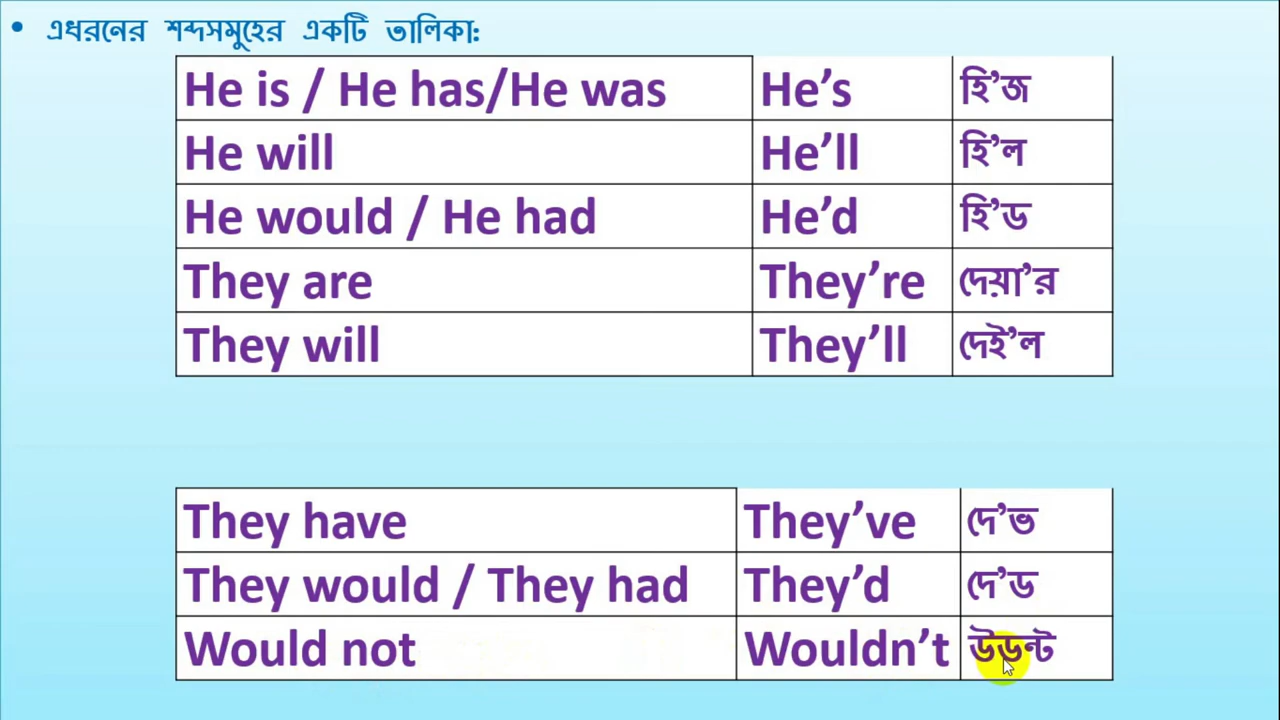 • এধরনের শব্দসমুহের একটি তালিকা:
He is / He has/He was He’s হি’জ
He will He’ll হি’ল
He would / He had He’d হি’ড
They are They’re দেয়া’র
They will They’ll দেই’ল
They have They’ve দে’ভ
They would / They had They’d দে’ড
Would not Wouldn’t উডন্ট